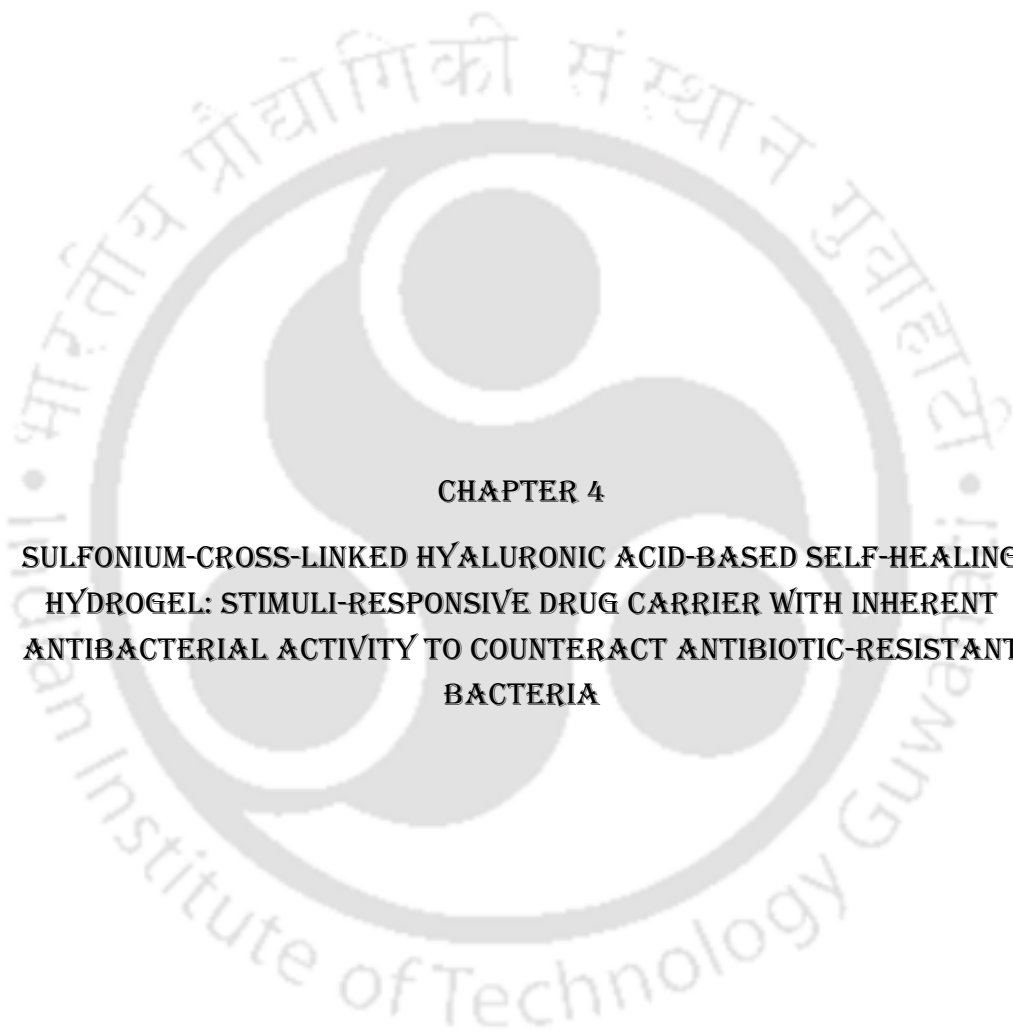 भारतीय प्रौद्योगिकी संस्थान गुवाहाटी
CHAPTER 4
SULFONIUM-CROSS-LINKED HYALURONIC ACID-BASED SELF-HEALING
HYDROGEL: STIMULI-RESPONSIVE DRUG CARRIER WITH INHERENT
ANTIBACTERIAL ACTIVITY TO COUNTERACT ANTIBIOTIC-RESISTANT
BACTERIA
Indian Institute of Technology Guwahati